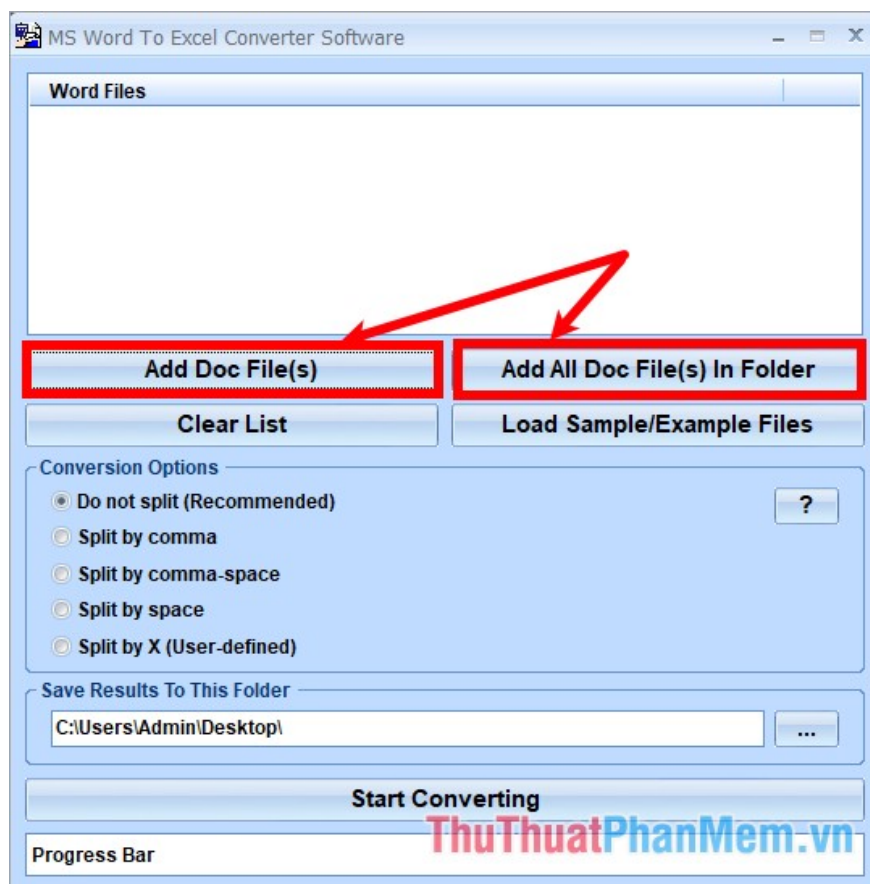 MS Word To Excel Converter Software
Word Files
Add Doc File(s)
Add All Doc File(s) In Folder
Clear List
Load Sample/Example Files
Conversion Options
Do not split (Recommended)
?
Split by comma
Split by comma-space
Split by space
Split by X (User-defined)
Save Results To This Folder
C:\Users\Admin\Desktop\
...
Start Converting
ThuThuatPhanMem.vn
Progress Bar